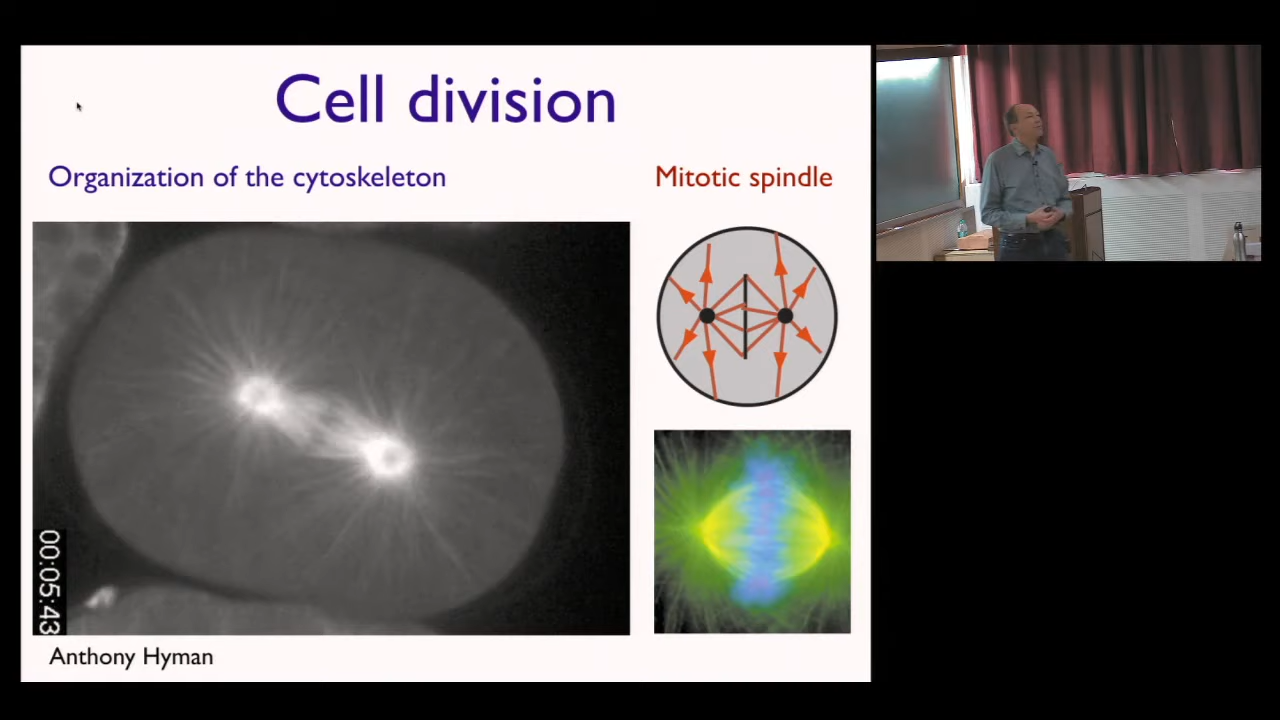 Cell division
Organization of the cytoskeleton
Mitotic spindle
00:05:43
Anthony Hyman